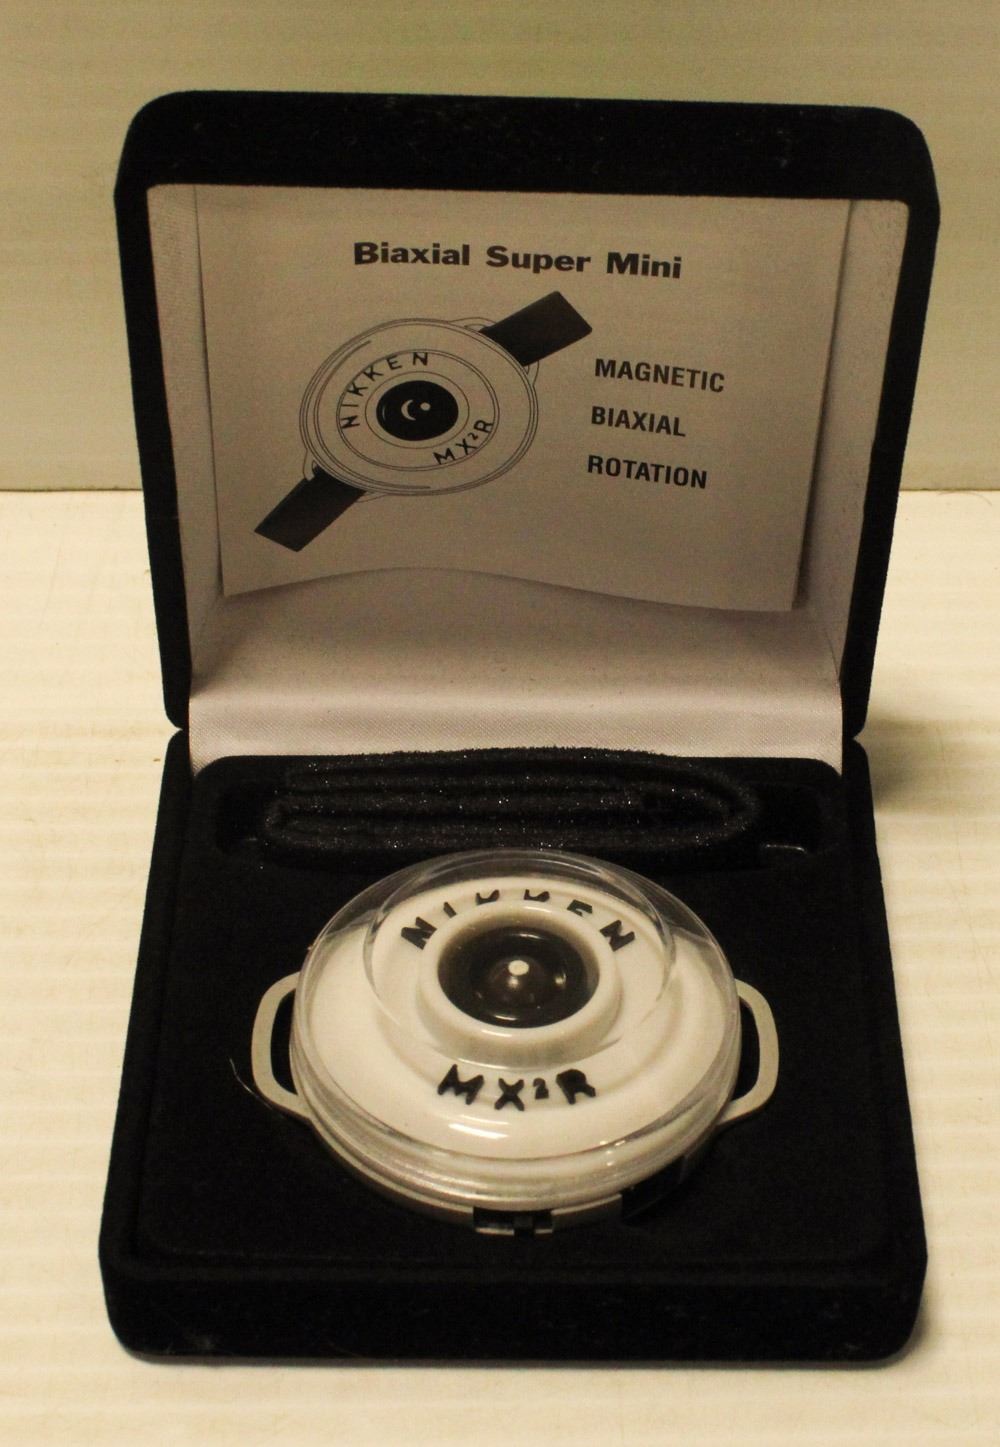 Biaxial Super Mini
NIKKEN
MX²R
MAGNETIC
BIAXIAL
ROTATION
NIKKEN
MX²R